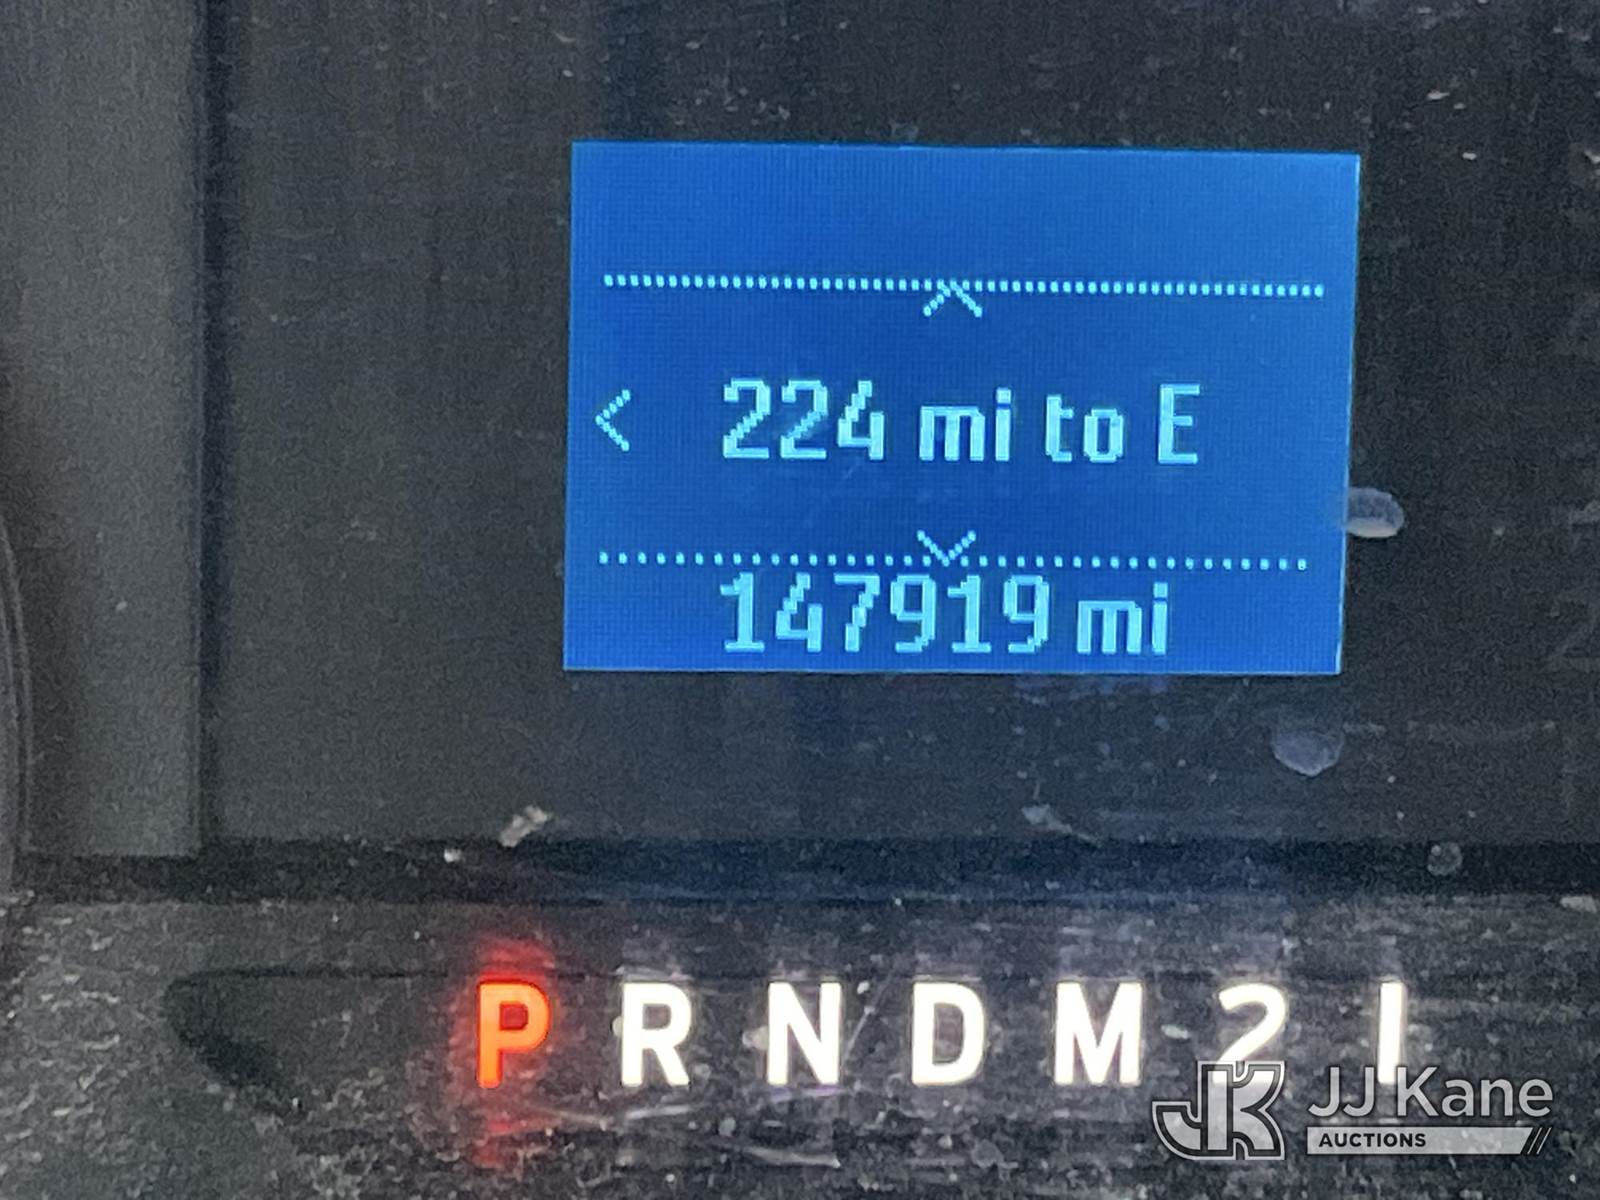 224 mi to E
147919 mi
P R N D M 2 1
JJ Kane
AUCTIONS